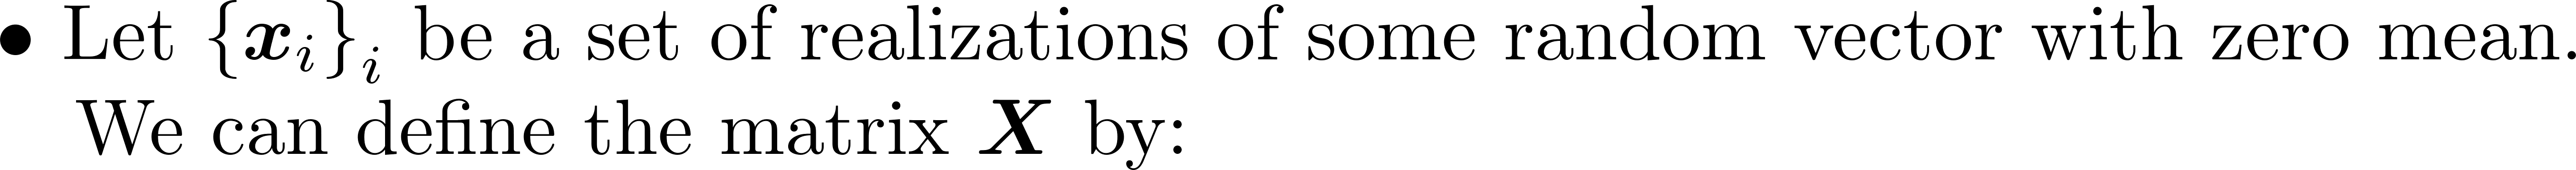 • Let {𝒙ᵢ}ᵢ be a set of realizations of some random vector with zero mean.
We can define the matrix 𝑿 by: